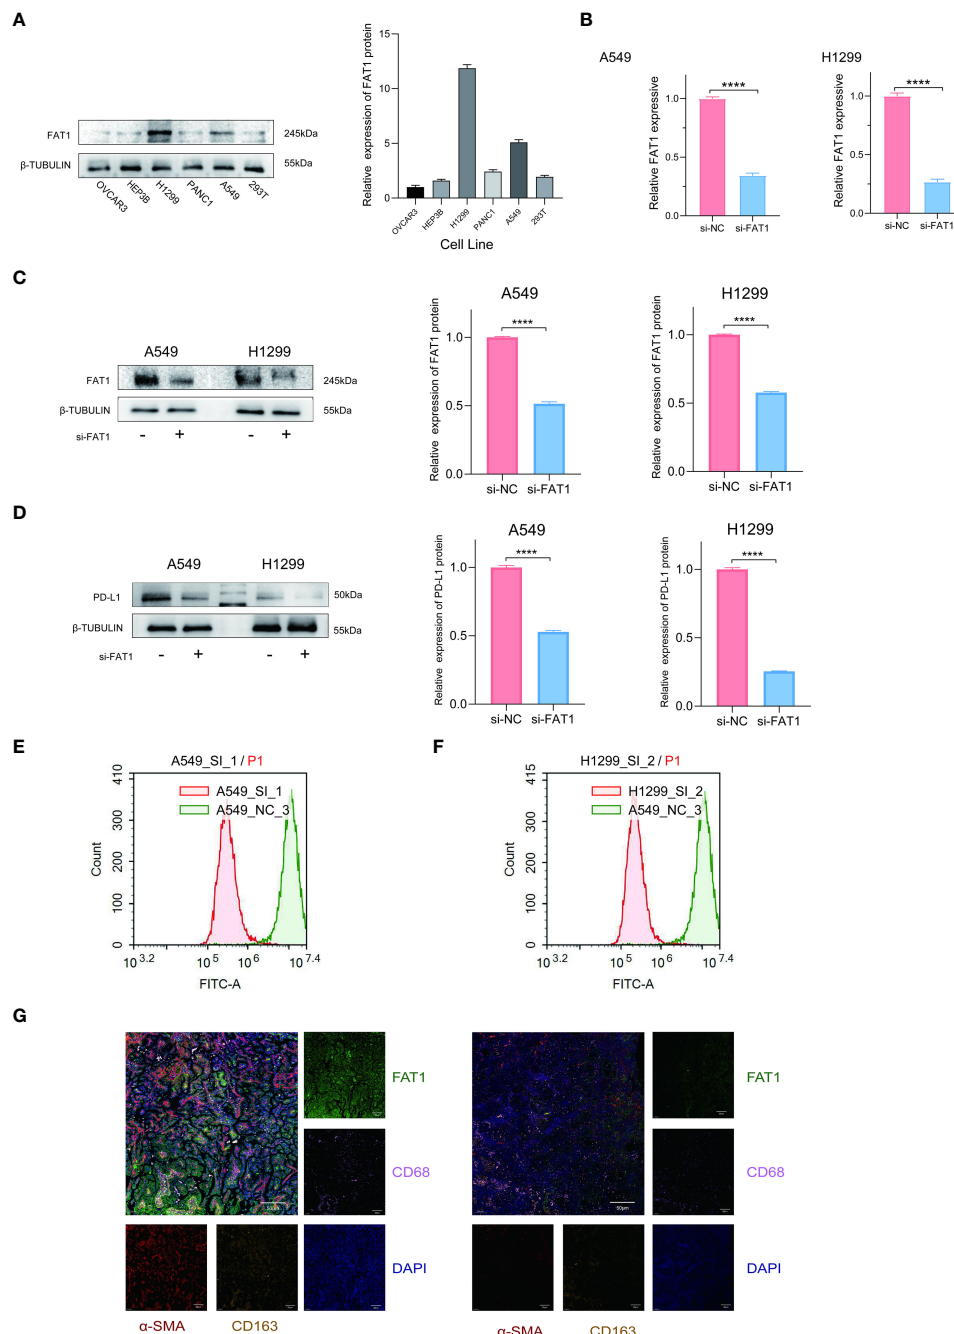 A
FAT1
245kDa
β-TUBULIN
55kDa
OVCAR3
HEP3B
H1299
PANC1
A549
293T
Relative expression of FAT1 protein
15
10
5
0
OVCAR3
HEP3B
H1299
PANC1
A549
293T
Cell Line
B
A549
Relative FAT1 expressive
1.0
0.5
0.0
****
si-NC si-FAT1
H1299
Relative FAT1 expressive
1.0
0.5
0.0
****
si-NC si-FAT1
C
A549 H1299
FAT1
245kDa
β-TUBULIN
55kDa
si-FAT1 - + - +
A549
Relative expression of FAT1 protein
1.0
0.5
0.0
****
si-NC si-FAT1
H1299
Relative expression of FAT1 protein
1.0
0.5
0.0
****
si-NC si-FAT1
D
A549 H1299
PD-L1
50kDa
β-TUBULIN
55kDa
si-FAT1 - + - +
A549
Relative expression of PD-L1 protein
1.0
0.5
0.0
****
si-NC si-FAT1
H1299
Relative expression of PD-L1 protein
1.0
0.5
0.0
****
si-NC si-FAT1
E
A549_SI_1 / P1
A549_SI_1
A549_NC_3
Count
410
300
200
100
0
10^3.2 10^5 10^6 10^7.4
FITC-A
F
H1299_SI_2 / P1
H1299_SI_2
A549_NC_3
Count
415
300
200
100
0
10^3.2 10^5 10^6 10^7.4
FITC-A
G
FAT1
CD68
DAPI
α-SMA CD163
50μm
FAT1
CD68
DAPI
α-SMA CD163